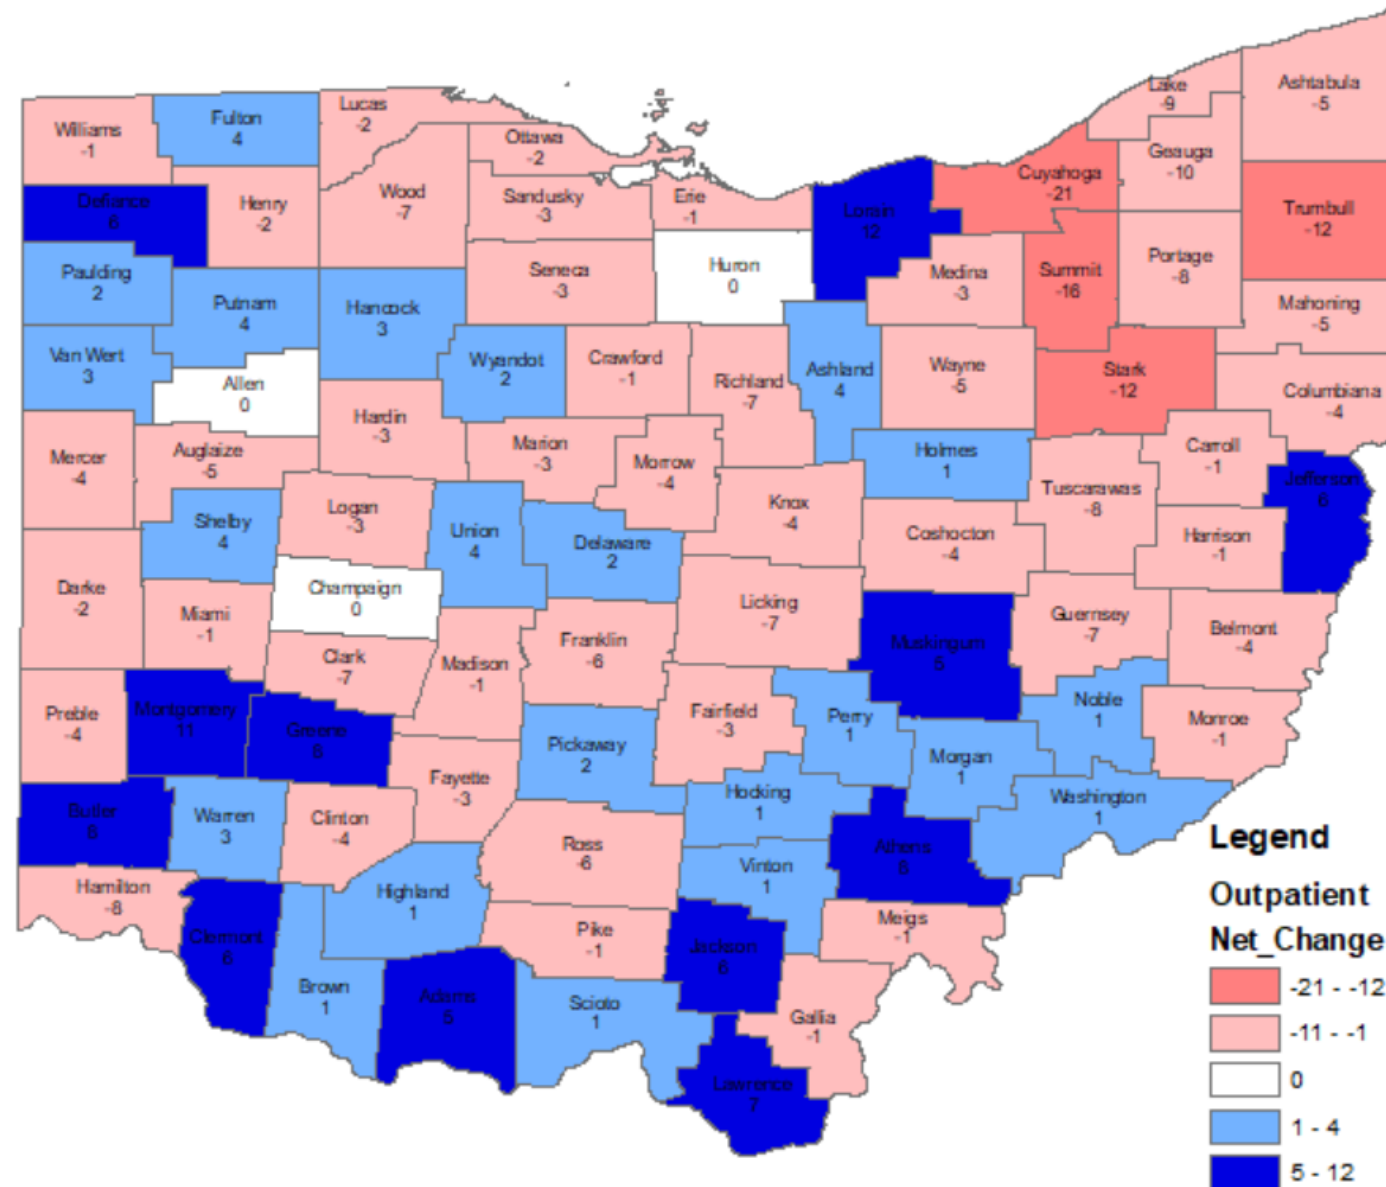 Lake
-9
Ashtabula
-5
Williams
-1
Fulton
4
Lucas
-2
Ottawa
-2
Geauga
-10
Cuyahoga
-21
Defiance
6
Henry
-2
Wood
-7
Sandusky
-3
Erie
-1
Lorain
12
Trumbull
-12
Paulding
2
Putnam
4
Hancock
3
Seneca
-3
Huron
0
Medina
-3
Summit
-16
Portage
-8
Mahoning
-5
Van Wert
3
Allen
0
Wyandot
2
Crawford
-1
Richland
-7
Ashland
4
Wayne
-5
Stark
-12
Columbiana
-4
Mercer
-4
Auglaize
-5
Hardin
-3
Marion
-3
Morrow
-4
Holmes
1
Carroll
-1
Jefferson
6
Tuscarawas
-8
Shelby
4
Logan
-3
Union
4
Delaware
2
Knox
-4
Coshocton
-4
Harrison
-1
Darke
-2
Miami
-1
Champaign
0
Licking
-7
Guernsey
-7
Belmont
-4
Clark
-7
Madison
-1
Franklin
-6
Muskingum
5
Preble
-4
Montgomery
11
Greene
8
Fairfield
-3
Perry
1
Noble
1
Monroe
-1
Pickaway
2
Morgan
1
Fayette
-3
Hocking
1
Washington
1
Butler
8
Warren
3
Clinton
-4
Ross
-6
Vinton
1
Athens
6
Hamilton
-8
Highland
1
Pike
-1
Meigs
-1
Clermont
6
Jackson
6
Brown
1
Adams
5
Scioto
1
Gallia
-1
Lawrence
7
Legend
Outpatient
Net_Change
-21 - -12
-11 - -1
0
1 - 4
5 - 12